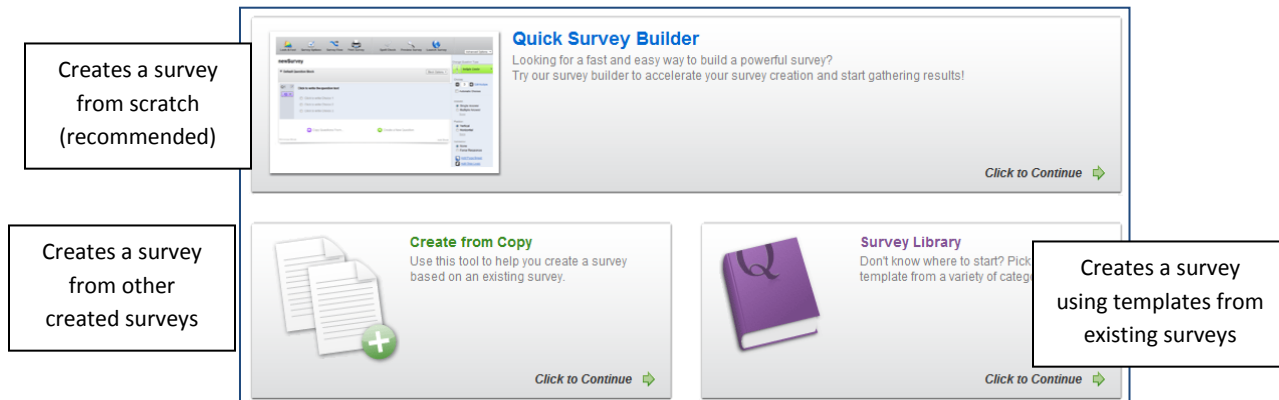 Creates a survey
from scratch
(recommended)
newSurvey
Quick Survey Builder
Looking for a fast and easy way to build a powerful survey?
Try our survey builder to accelerate your survey creation and start gathering results!
Click to Continue
Creates a survey
from other
created surveys
Create from Copy
Use this tool to help you create a survey
based on an existing survey.
Click to Continue
Survey Library
Don't know where to start? Pick
template from a variety of categ
Click to Continue
Creates a survey
using templates from
existing surveys